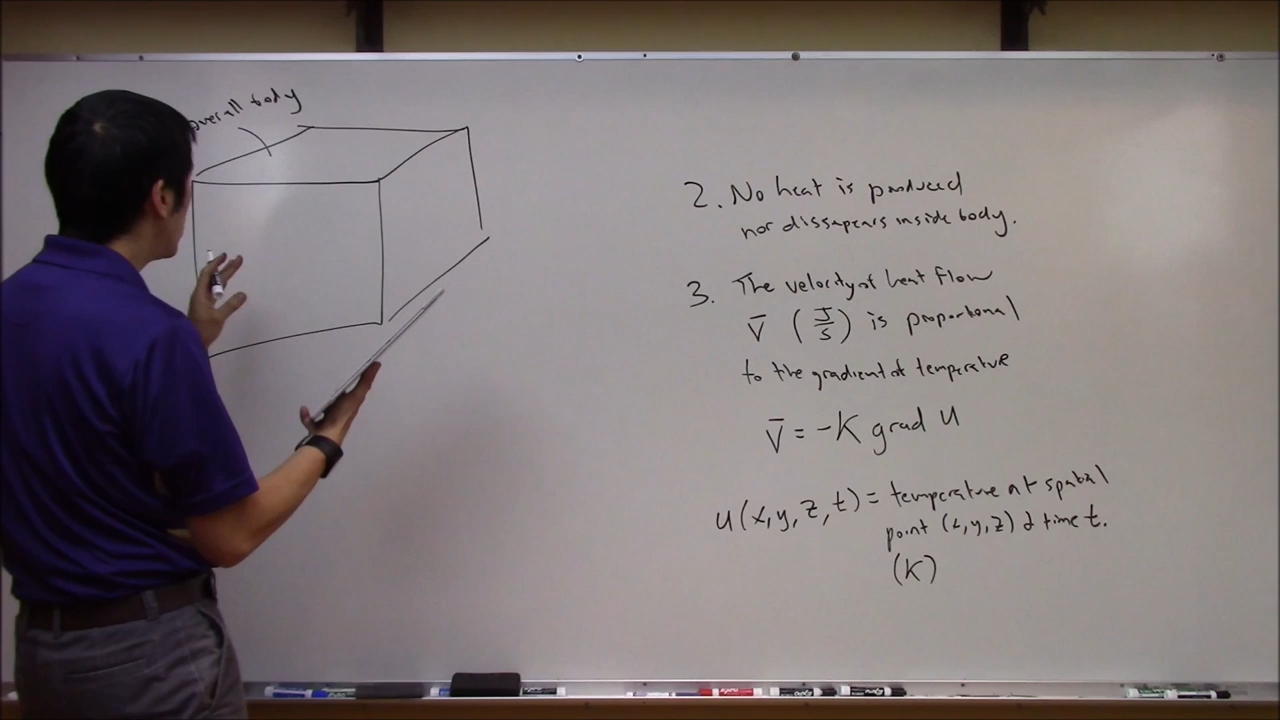 overall body
2. No heat is produced
nor dissapears inside body.
3. The velocity of heat flow
v̄ (J/s) is proportional
to the gradient of temperature
v̄ = -K grad u
u(x,y,z,t) = temperature at spatial
point (x,y,z) & time t.
(K)